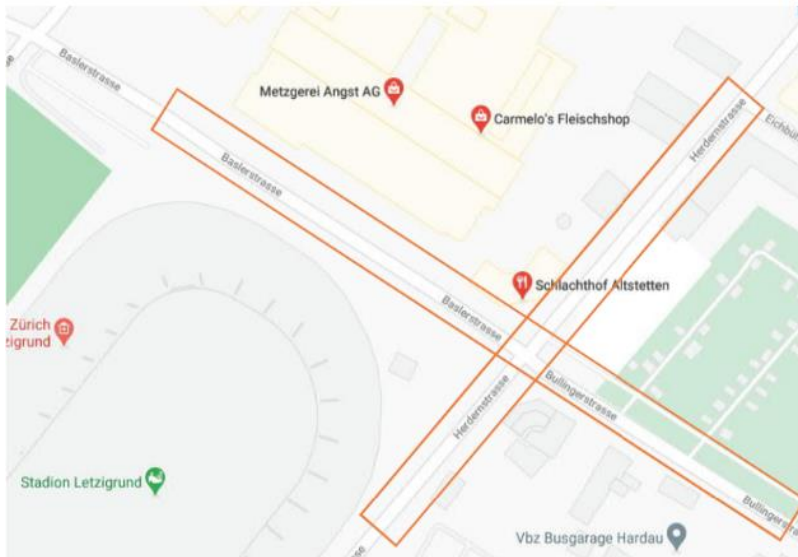 Baslerstrasse
Metzgerei Angst AG
Carmelo's Fleischshop
Herdernstrasse
Baslerstrasse
Schlachthof Altstetten
Baslerstrasse
Zürich
Bullingerstrasse
Herdernstrasse
Stadion Letzigrund
Vbz Busgarage Hardau